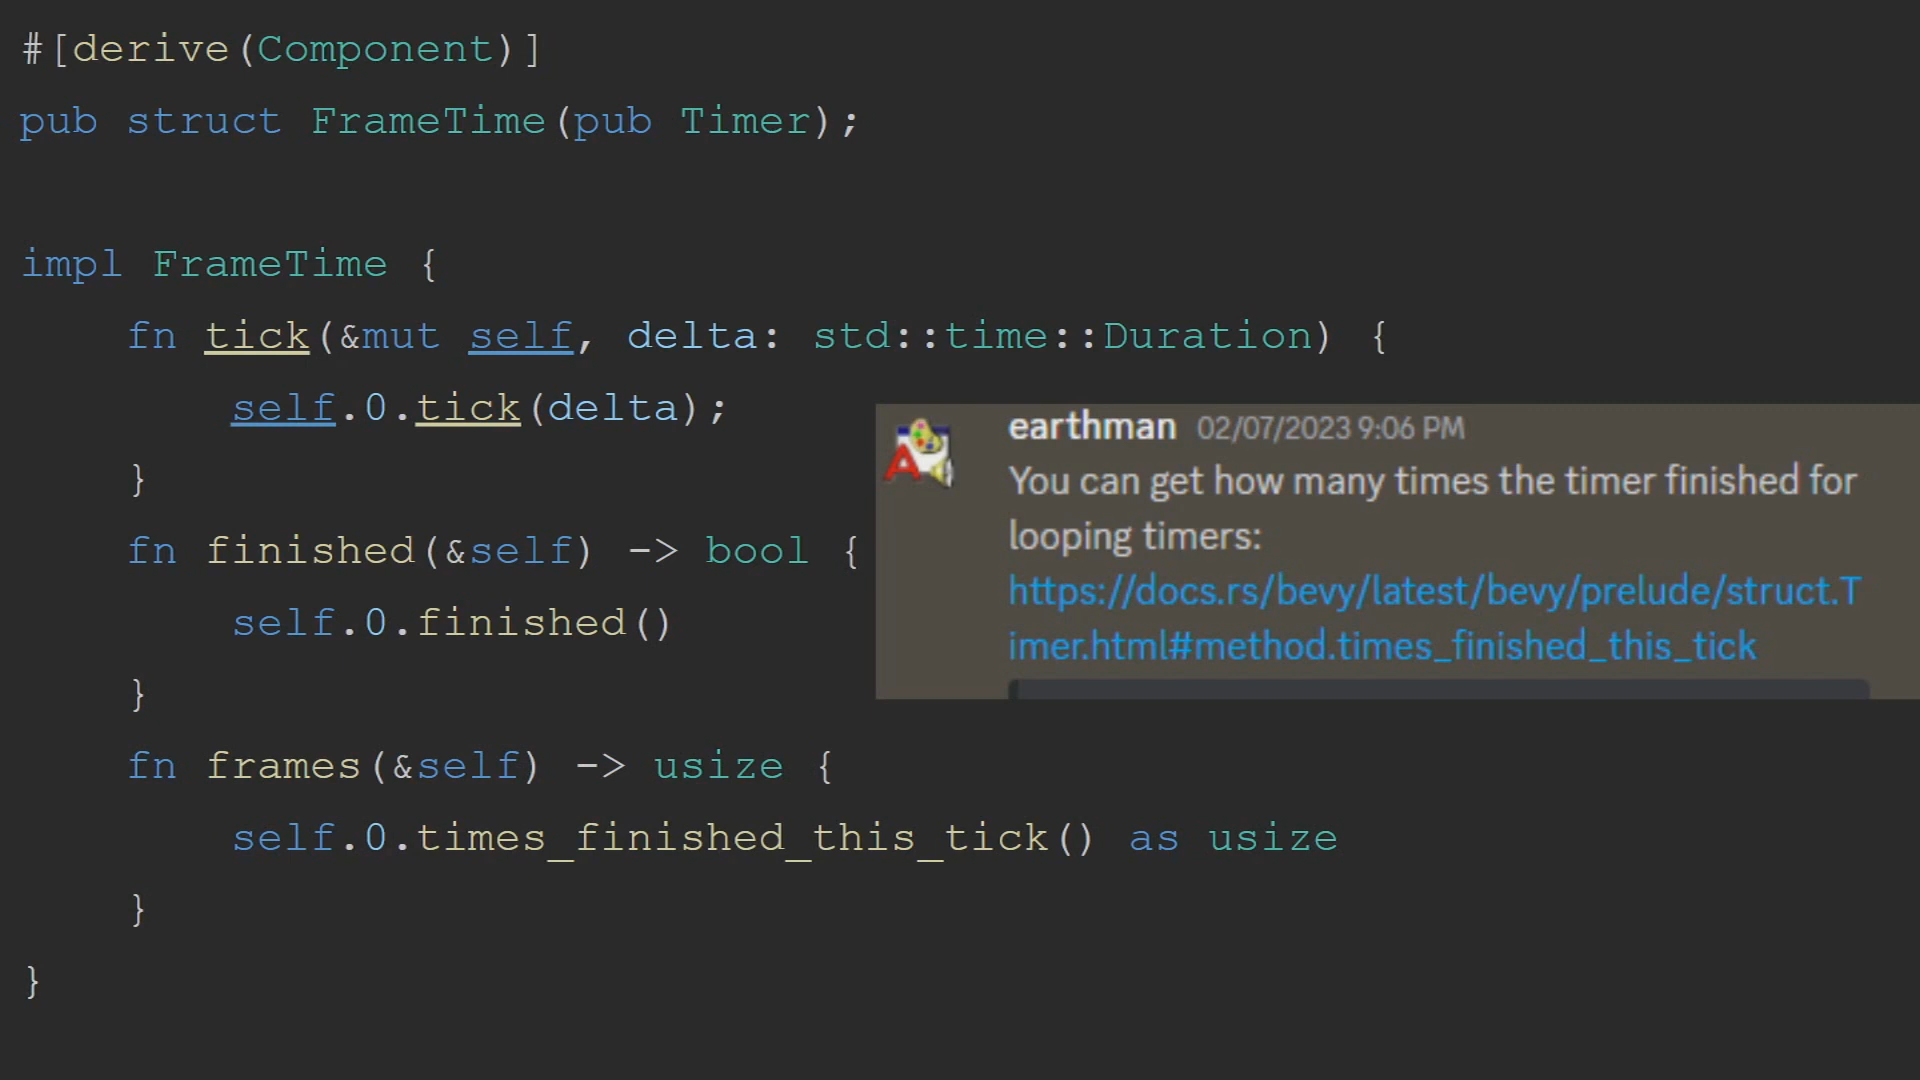 #[derive(Component)]
pub struct FrameTime(pub Timer);
impl FrameTime {
fn tick(&mut self, delta: std::time::Duration) {
self.0.tick(delta);
}
fn finished(&self) -> bool {
self.0.finished()
}
fn frames(&self) -> usize {
self.0.times_finished_this_tick() as usize
}
}
earthman 02/07/2023 9:06 PM
You can get how many times the timer finished for
looping timers:
https://docs.rs/bevy/latest/bevy/prelude/struct.T
imer.html#method.times_finished_this_tick